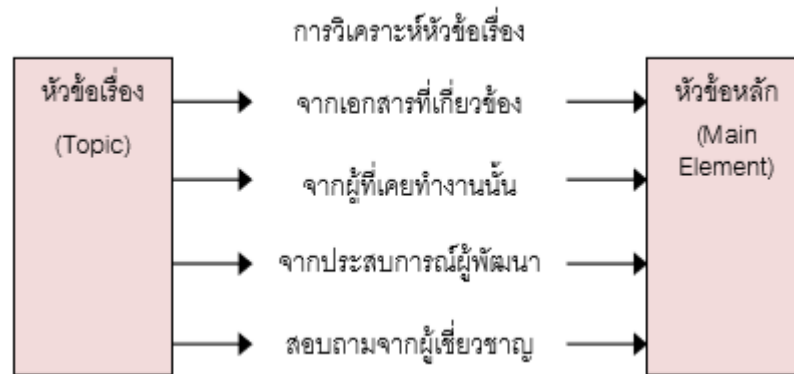 การวิเคราะห์หัวข้อเรื่อง
หัวข้อเรื่อง
(Topic)
จากเอกสารที่เกี่ยวข้อง
จากผู้ที่เคยทำงานนั้น
จากประสบการณ์ผู้พัฒนา
สอบถามจากผู้เชี่ยวชาญ
หัวข้อหลัก
(Main
Element)